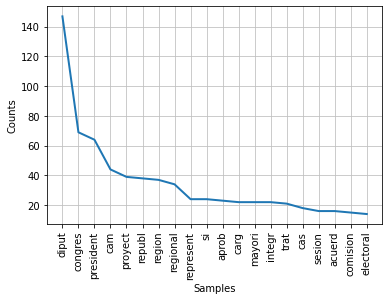 140
120
100
80
60
40
20
Counts
diput
congres
president
cam
proyect
republ
region
regional
represent
si
aprob
carg
mayori
integr
trat
cas
sesion
acuerd
comision
electoral
Samples